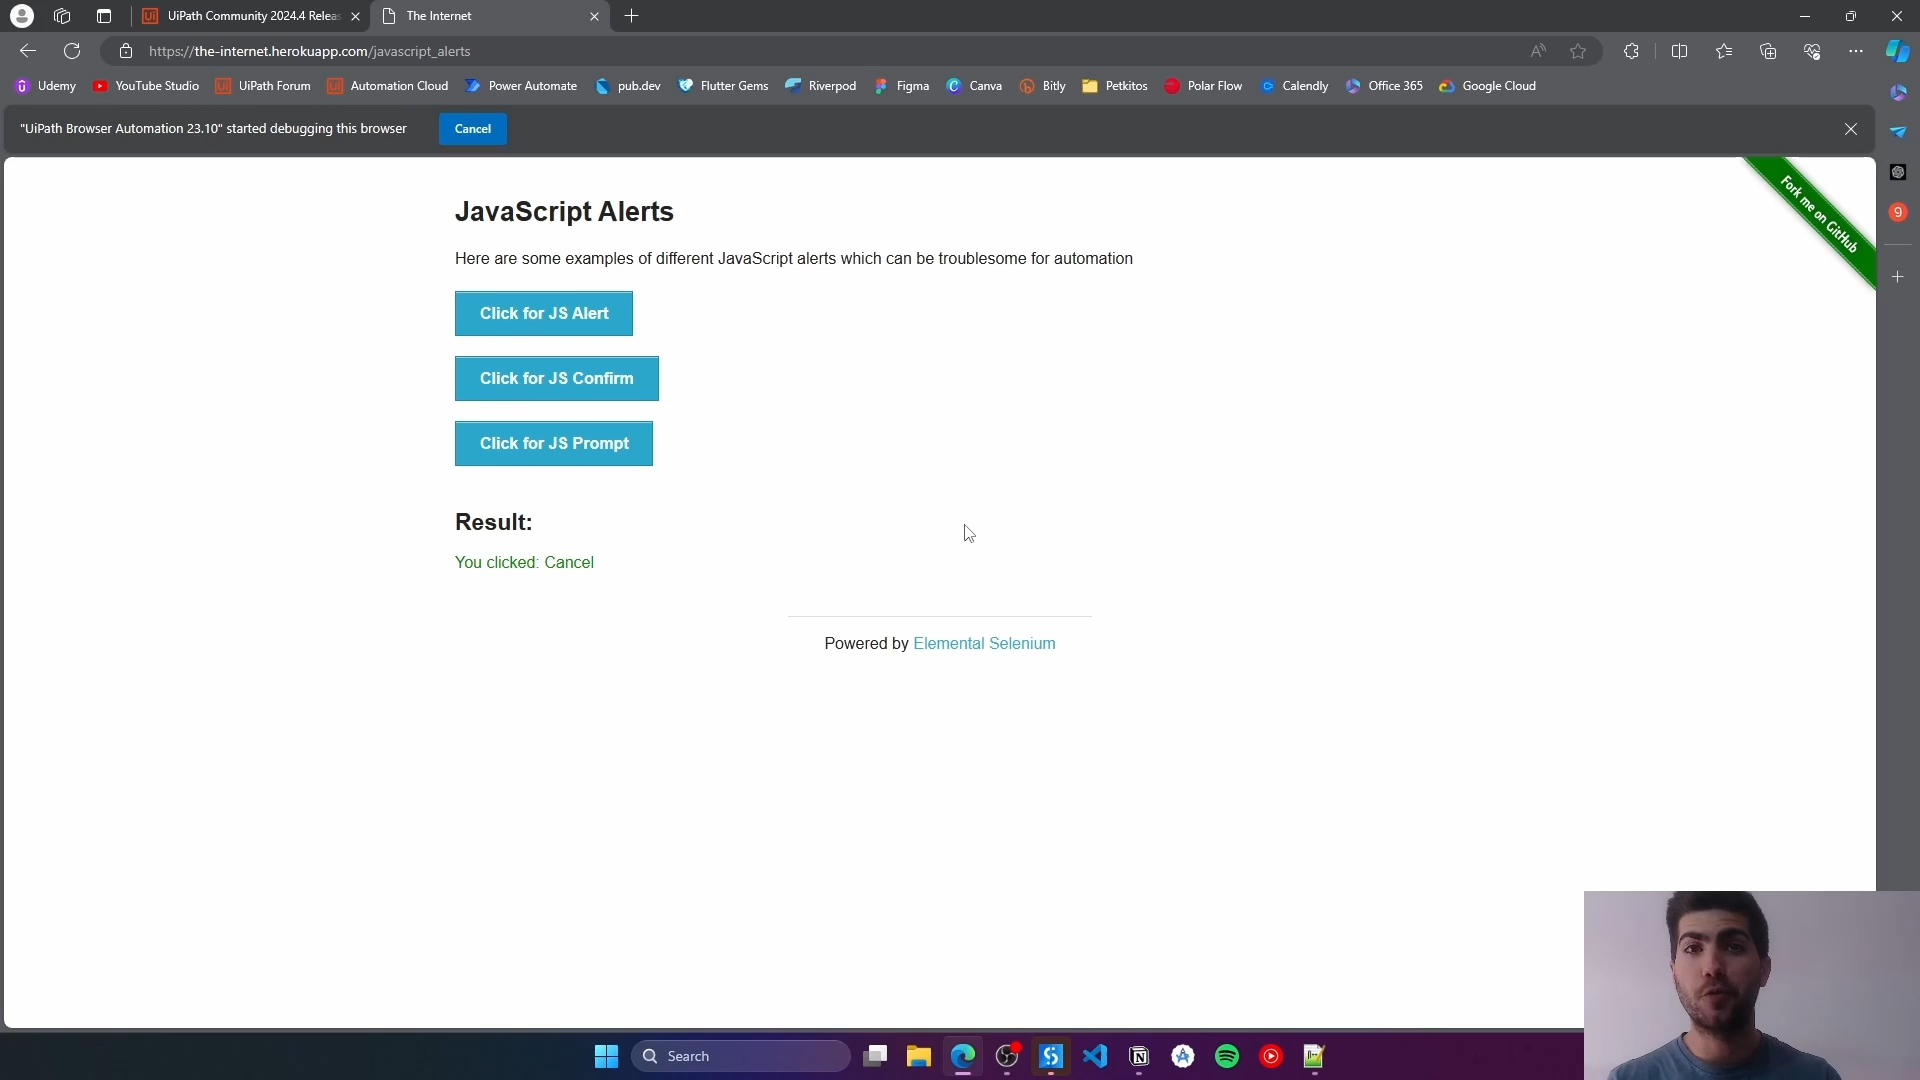 UiPath Community 2024.4 Releas
The Internet
https://the-internet.herokuapp.com/javascript_alerts
Udemy
YouTube Studio
UiPath Forum
Automation Cloud
Power Automate
pub.dev
Flutter Gems
Riverpod
Figma
Canva
Bitly
Petkitos
Polar Flow
Calendly
Office 365
Google Cloud
"UiPath Browser Automation 23.10" started debugging this browser
Cancel
Fork me on GitHub
9
JavaScript Alerts
Here are some examples of different JavaScript alerts which can be troublesome for automation
Click for JS Alert
Click for JS Confirm
Click for JS Prompt
Result:
You clicked: Cancel
Powered by Elemental Selenium
Search